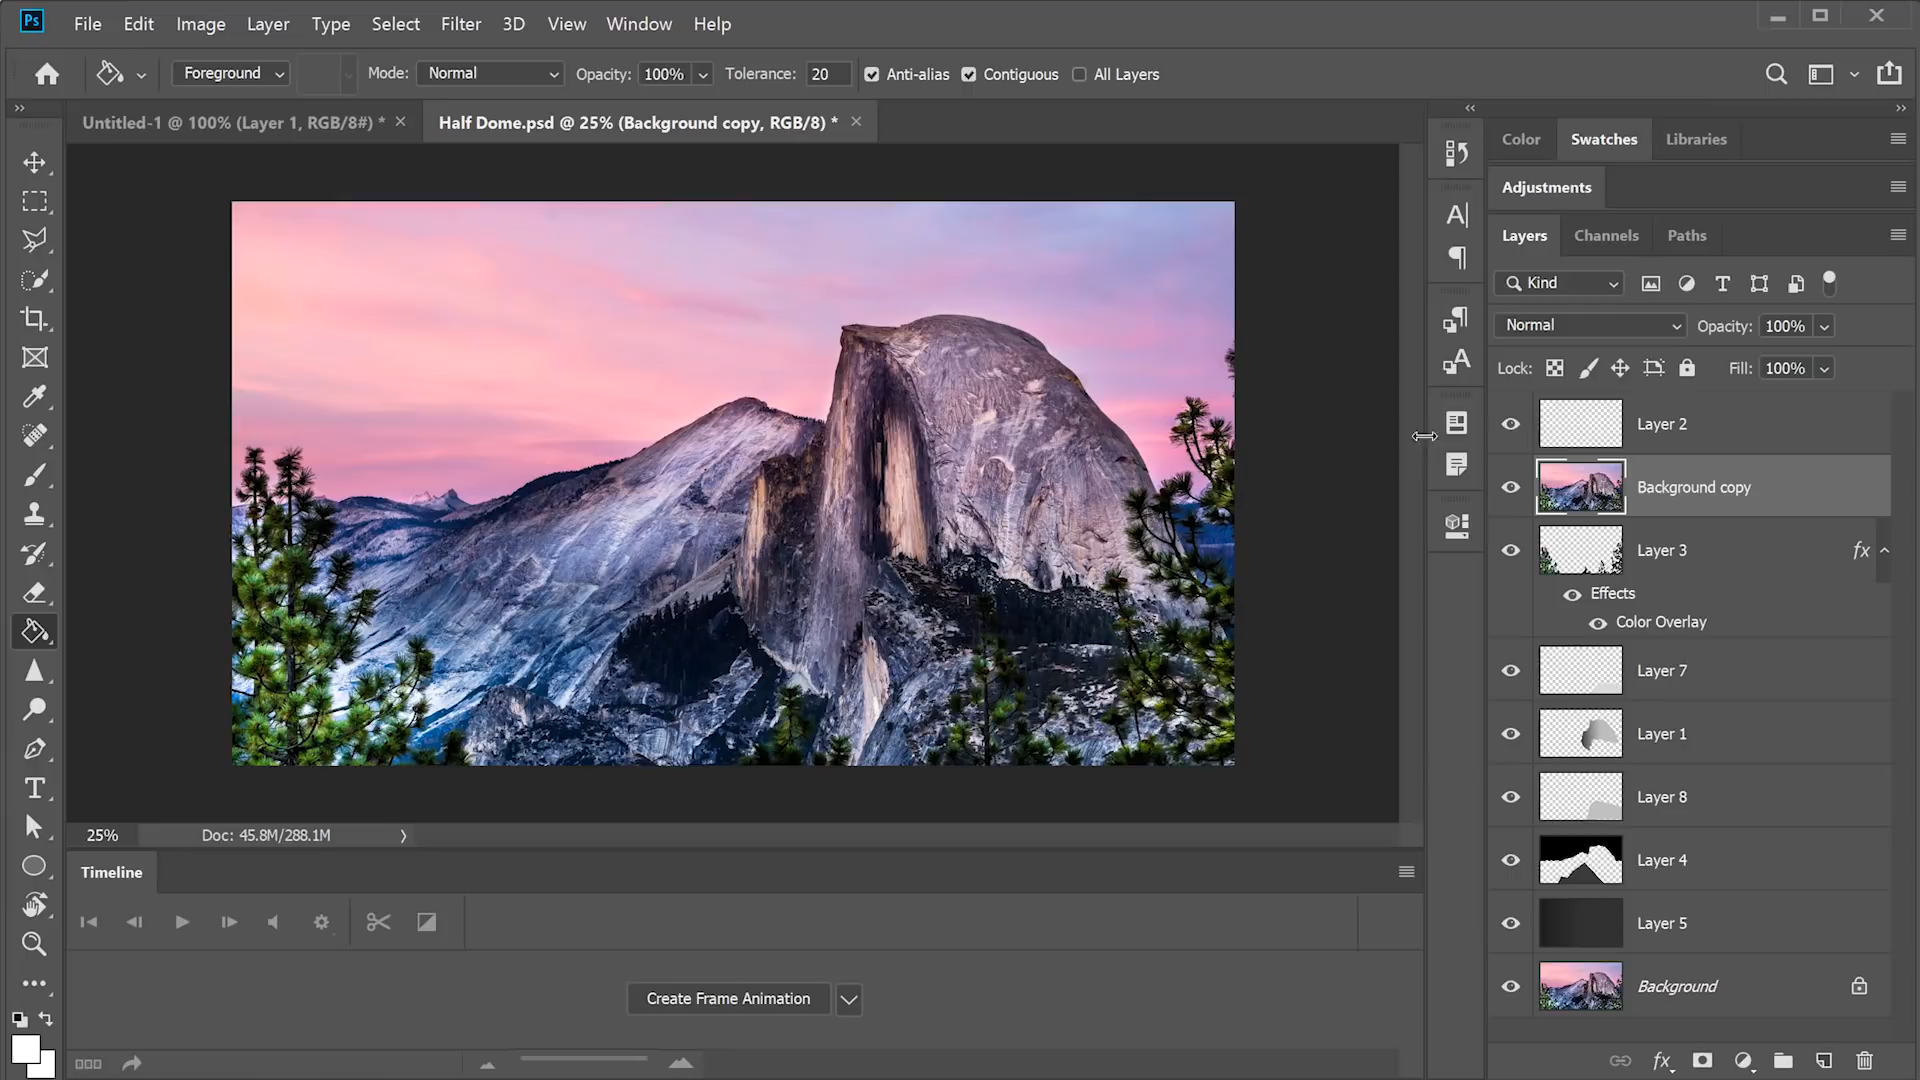 Ps File Edit Image Layer Type Select Filter 3D View Window Help
Foreground Mode: Normal Opacity: 100% Tolerance: 20 Anti-alias Contiguous All Layers
Untitled-1 @ 100% (Layer 1, RGB/8#) * Half Dome.psd @ 25% (Background copy, RGB/8) *
Color Swatches Libraries
Adjustments
Layers Channels Paths
Kind
Normal Opacity: 100%
Lock: Fill: 100%
Layer 2
Background copy
Layer 3 fx
Effects
Color Overlay
Layer 7
Layer 1
Layer 8
Layer 4
Layer 5
Background
25% Doc: 45.8M/288.1M
Timeline
Create Frame Animation
fx